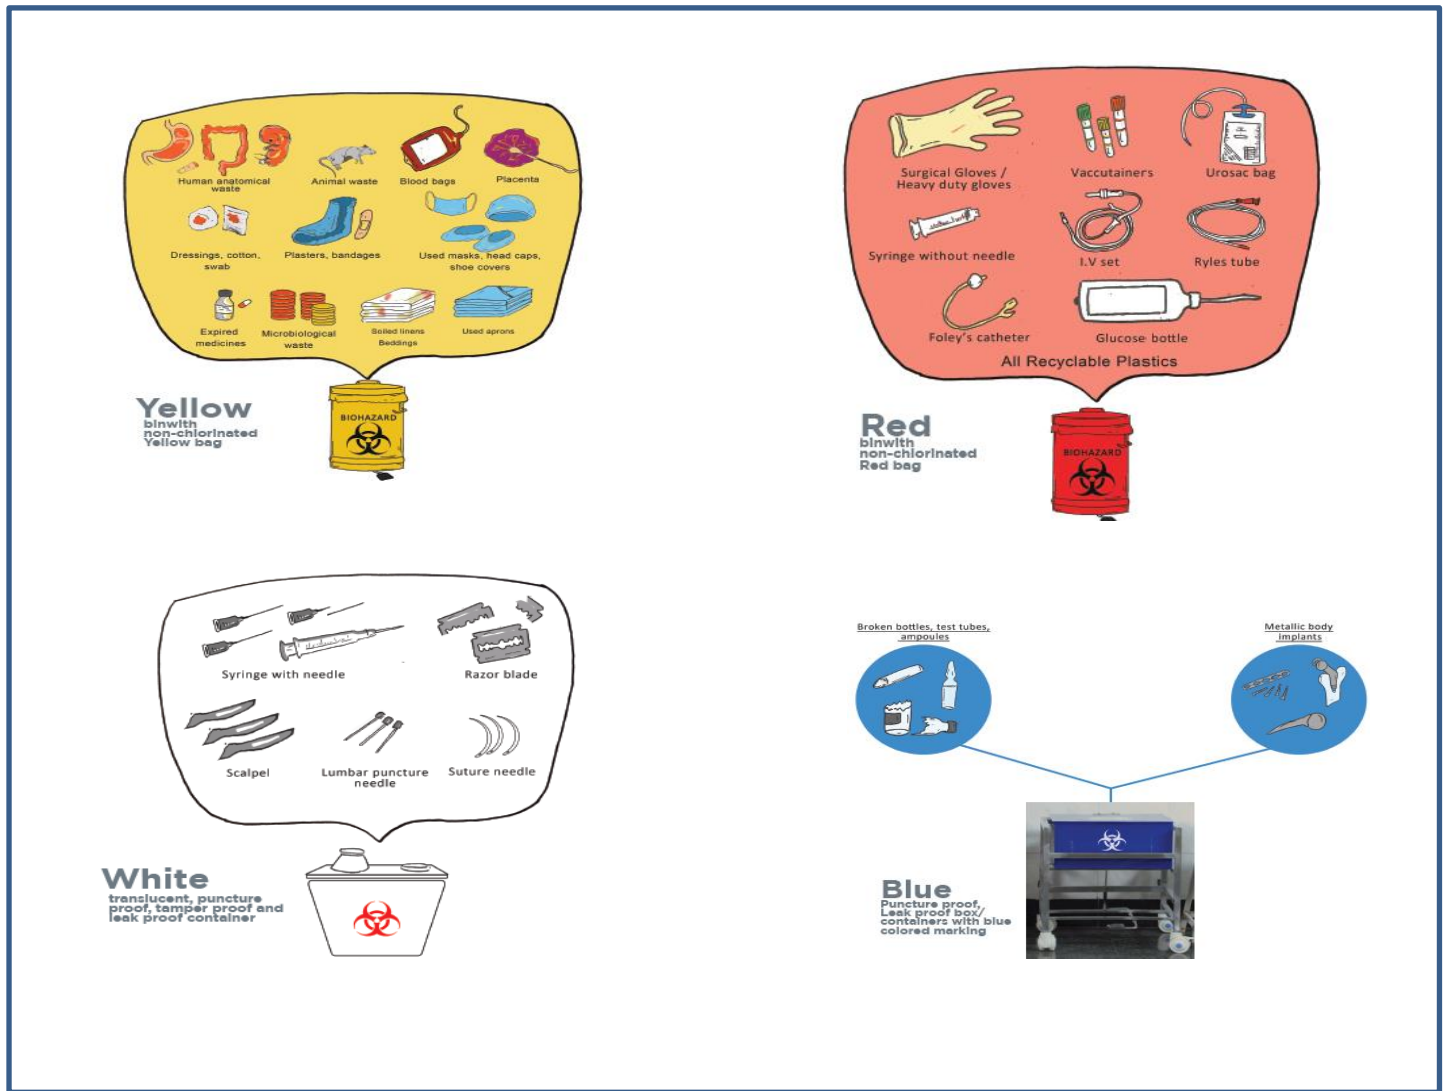 Human anatomical
waste
Animal waste
Blood bags
Placenta
Dressings, cotton,
swab
Plasters, bandages
Used masks, head caps,
shoe covers
Expired
medicines
Microbiological
waste
Soiled linens
Beddings
Used aprons
BIOHAZARD
Yellow
binwith
non-chlorinated
Yellow bag
Surgical Gloves /
Heavy duty gloves
Vaccutainers
Urosac bag
Syringe without needle
I.V set
Ryles tube
Foley's catheter
Glucose bottle
All Recyclable Plastics
BIOHAZARD
Red
binwith
non-chlorinated
Red bag
Syringe with needle
Razor blade
Scalpel
Lumbar puncture
needle
Suture needle
White
translucent, puncture
proof, tamper proof and
leak proof container
Broken bottles, test tubes,
ampoules
Metallic body
implants
Blue
Puncture proof,
Leak proof box/
containers with blue
colored marking